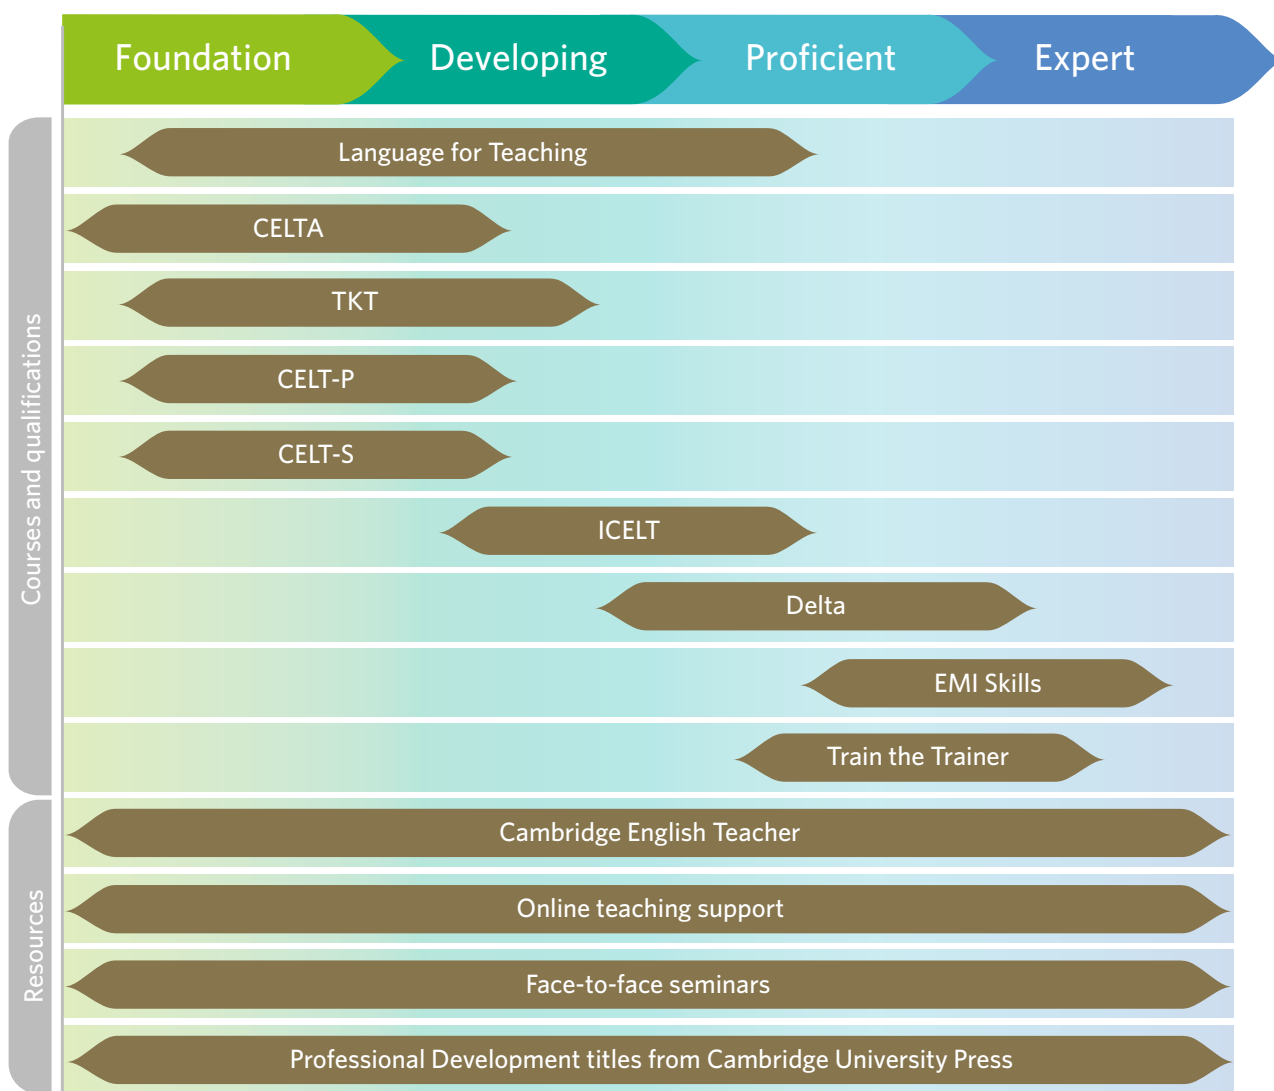 Foundation
Developing
Proficient
Expert
Courses and qualifications
Language for Teaching
CELTA
TKT
CELT-P
CELT-S
ICELT
Delta
EMI Skills
Train the Trainer
Resources
Cambridge English Teacher
Online teaching support
Face-to-face seminars
Professional Development titles from Cambridge University Press